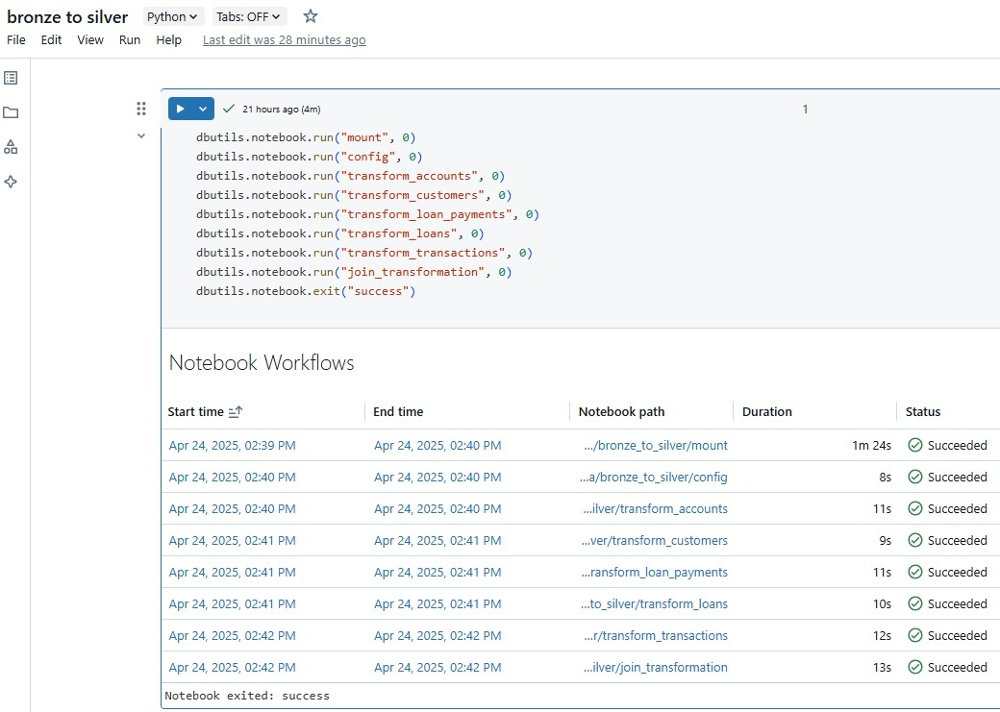 bronze to silver Python Tabs: OFF
File Edit View Run Help Last edit was 28 minutes ago
21 hours ago (4m) 1
dbutils.notebook.run("mount", 0)
dbutils.notebook.run("config", 0)
dbutils.notebook.run("transform_accounts", 0)
dbutils.notebook.run("transform_customers", 0)
dbutils.notebook.run("transform_loan_payments", 0)
dbutils.notebook.run("transform_loans", 0)
dbutils.notebook.run("transform_transactions", 0)
dbutils.notebook.run("join_transformation", 0)
dbutils.notebook.exit("success")
Notebook Workflows
Start time End time Notebook path Duration Status
Apr 24, 2025, 02:39 PM Apr 24, 2025, 02:40 PM .../bronze_to_silver/mount 1m 24s Succeeded
Apr 24, 2025, 02:40 PM Apr 24, 2025, 02:40 PM ...a/bronze_to_silver/config 8s Succeeded
Apr 24, 2025, 02:40 PM Apr 24, 2025, 02:40 PM ...ilver/transform_accounts 11s Succeeded
Apr 24, 2025, 02:41 PM Apr 24, 2025, 02:41 PM ...ver/transform_customers 9s Succeeded
Apr 24, 2025, 02:41 PM Apr 24, 2025, 02:41 PM ...ransform_loan_payments 11s Succeeded
Apr 24, 2025, 02:41 PM Apr 24, 2025, 02:41 PM ...to_silver/transform_loans 10s Succeeded
Apr 24, 2025, 02:42 PM Apr 24, 2025, 02:42 PM ...r/transform_transactions 12s Succeeded
Apr 24, 2025, 02:42 PM Apr 24, 2025, 02:42 PM ...ilver/join_transformation 13s Succeeded
Notebook exited: success